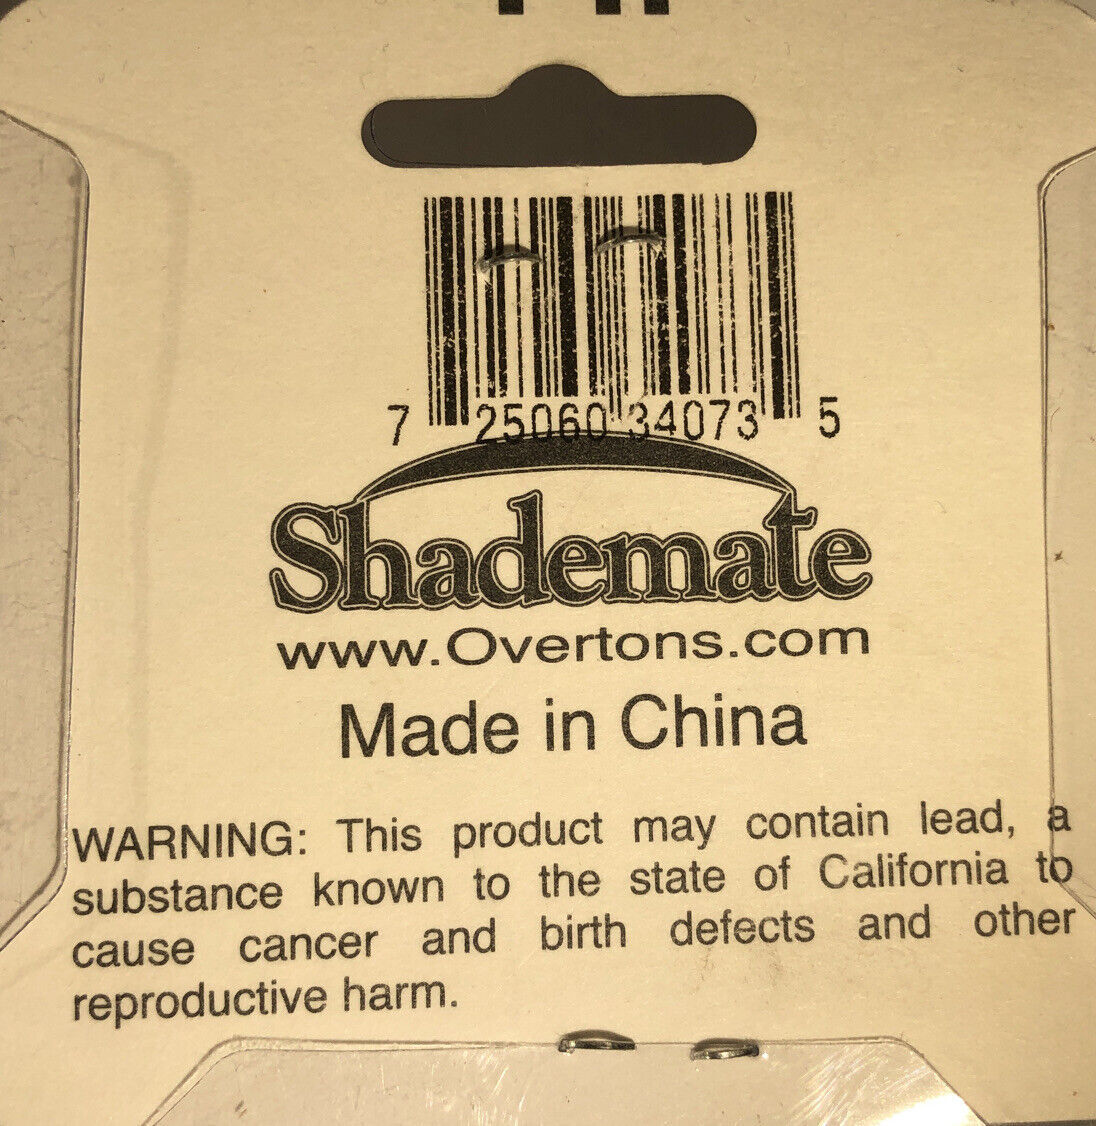 7 25060 34073 5
Shademate
www.Overtons.com
Made in China
WARNING: This product may contain lead, a
substance known to the state of California to
cause cancer and birth defects and other
reproductive harm.